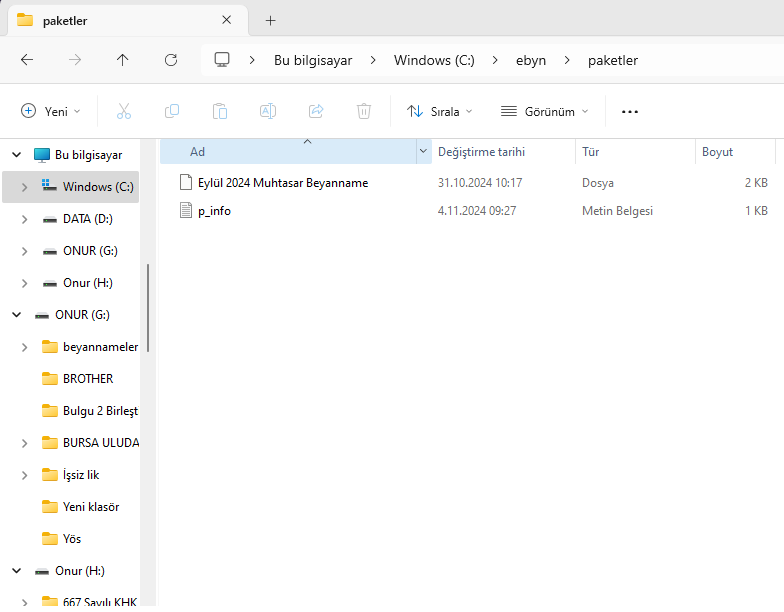 paketler
Bu bilgisayar > Windows (C:) > ebyn > paketler
Yeni
Sırala
Görünüm
Ad
Değiştirme tarihi
Tür
Boyut
Eylül 2024 Muhtasar Beyanname 31.10.2024 10:17 Dosya 2 KB
p_info 4.11.2024 09:27 Metin Belgesi 1 KB
Bu bilgisayar
Windows (C:)
DATA (D:)
ONUR (G:)
Onur (H:)
ONUR (G:)
beyannameler
BROTHER
Bulgu 2 Birleşt
BURSA ULUDA
İşsiz lik
Yeni klasör
Yös
Onur (H:)
667 Sayılı KHK